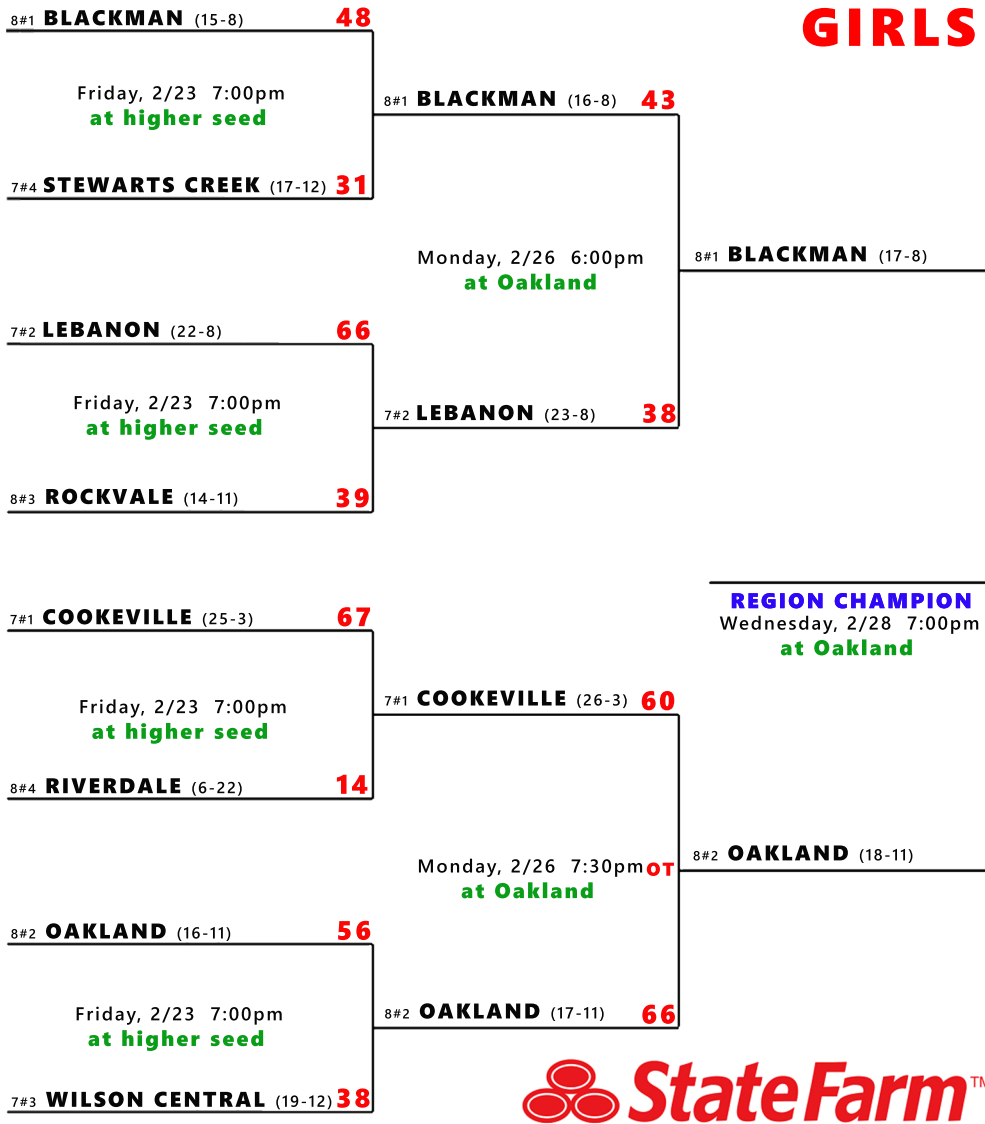 GIRLS
8#1 BLACKMAN (15-8) 48
Friday, 2/23 7:00pm
at higher seed
7#4 STEWARTS CREEK (17-12) 31
8#1 BLACKMAN (16-8) 43
Monday, 2/26 6:00pm
at Oakland
8#1 BLACKMAN (17-8)
7#2 LEBANON (22-8) 66
Friday, 2/23 7:00pm
at higher seed
7#2 LEBANON (23-8) 38
8#3 ROCKVALE (14-11) 39
REGION CHAMPION
Wednesday, 2/28 7:00pm
at Oakland
7#1 COOKEVILLE (25-3) 67
Friday, 2/23 7:00pm
at higher seed
7#1 COOKEVILLE (26-3) 60
8#4 RIVERDALE (6-22) 14
Monday, 2/26 7:30pm OT
at Oakland
8#2 OAKLAND (18-11)
8#2 OAKLAND (16-11) 56
Friday, 2/23 7:00pm
at higher seed
8#2 OAKLAND (17-11) 66
7#3 WILSON CENTRAL (19-12) 38
State Farm™